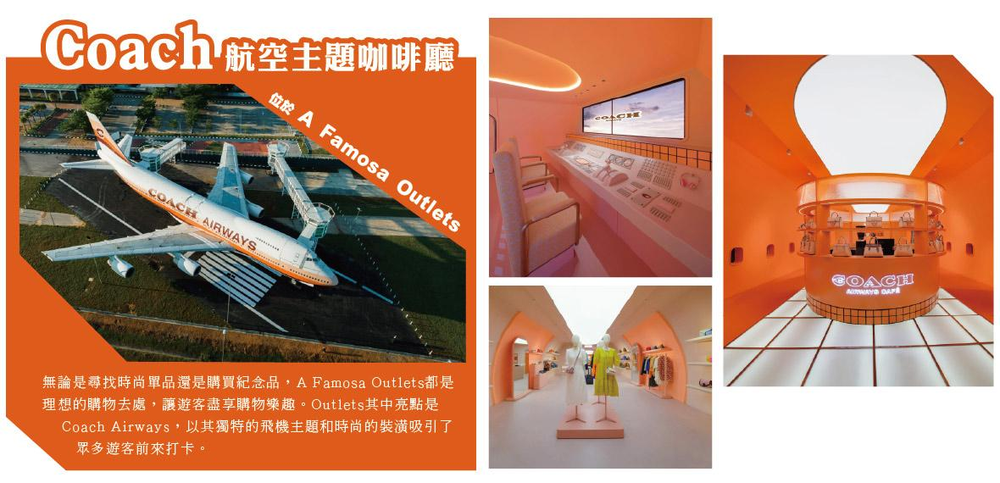 Coach 航空主題咖啡廳
位於 A Famosa Outlets
COACH AIRWAYS
無論是尋找時尚單品還是購買紀念品，A Famosa Outlets都是
理想的購物去處，讓遊客盡享購物樂趣。Outlets其中亮點是
Coach Airways，以其獨特的飛機主題和時尚的裝潢吸引了
眾多遊客前來打卡。
COACH
COACH
AIRWAYS CAFÉ